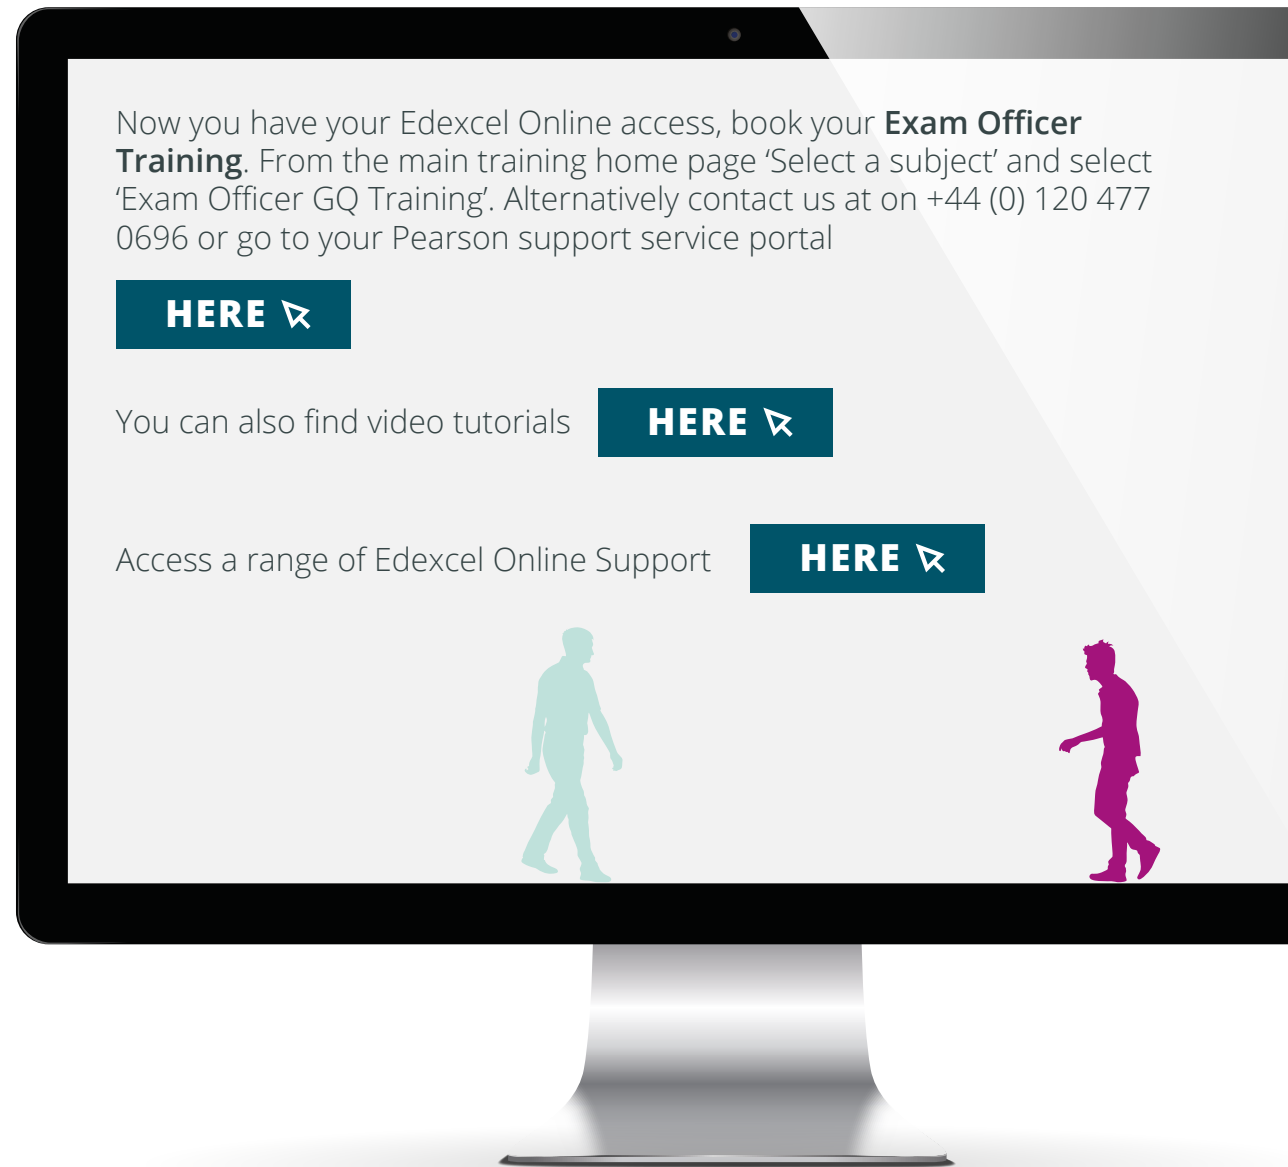 Now you have your Edexcel Online access, book your Exam Officer
Training. From the main training home page ‘Select a subject’ and select
‘Exam Officer GQ Training’. Alternatively contact us at on +44 (0) 120 477
0696 or go to your Pearson support service portal
HERE
You can also find video tutorials HERE
Access a range of Edexcel Online Support HERE